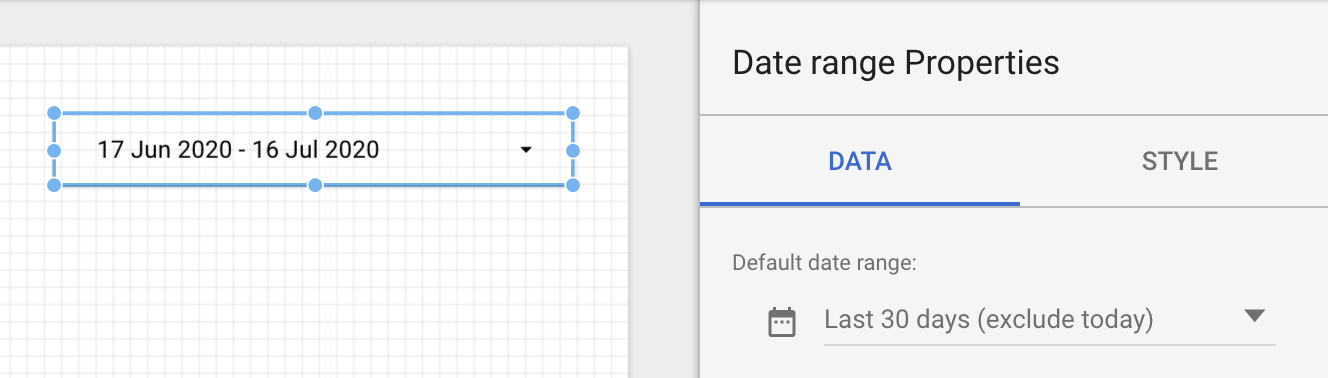 17 Jun 2020 - 16 Jul 2020
Date range Properties
DATA
STYLE
Default date range:
Last 30 days (exclude today)